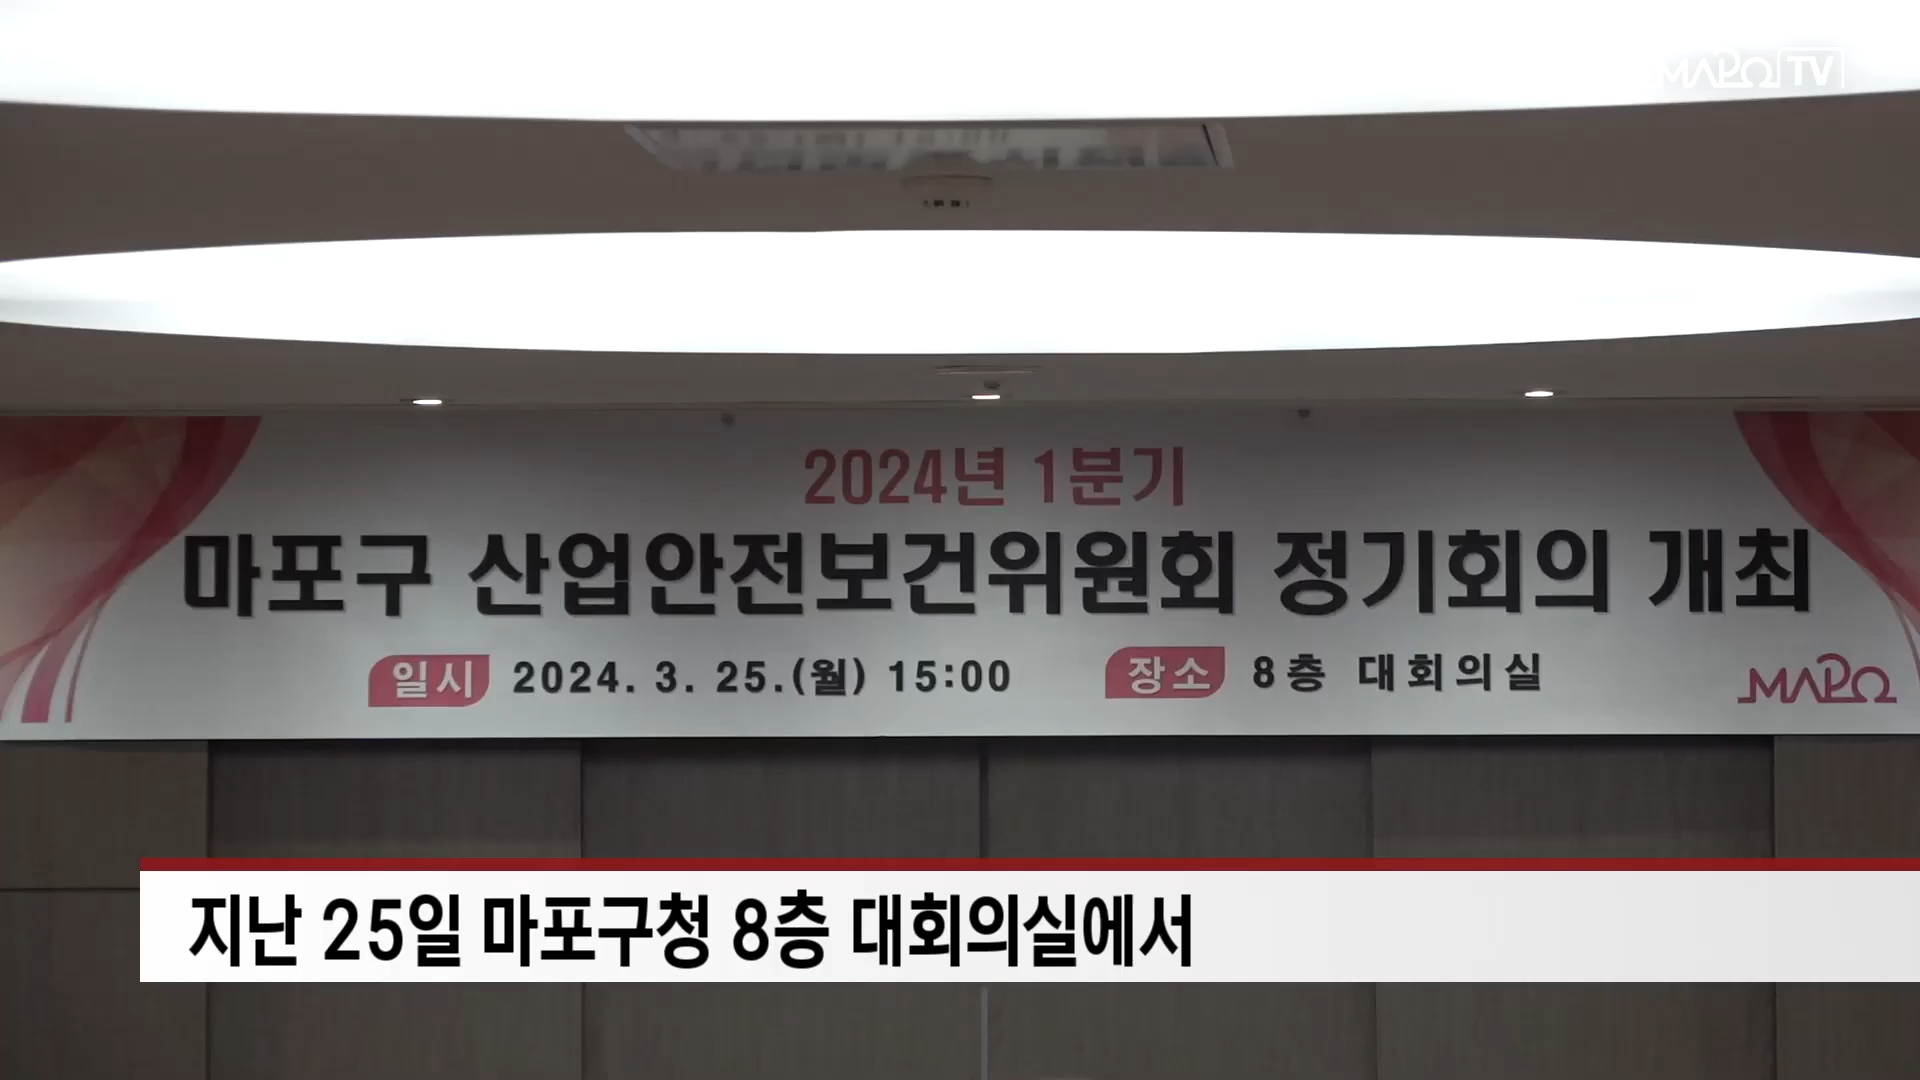 MAPO TV
2024년 1분기
마포구 산업안전보건위원회 정기회의 개최
일시 2024. 3. 25.(월) 15:00 장소 8층 대회의실
MAPO
지난 25일 마포구청 8층 대회의실에서